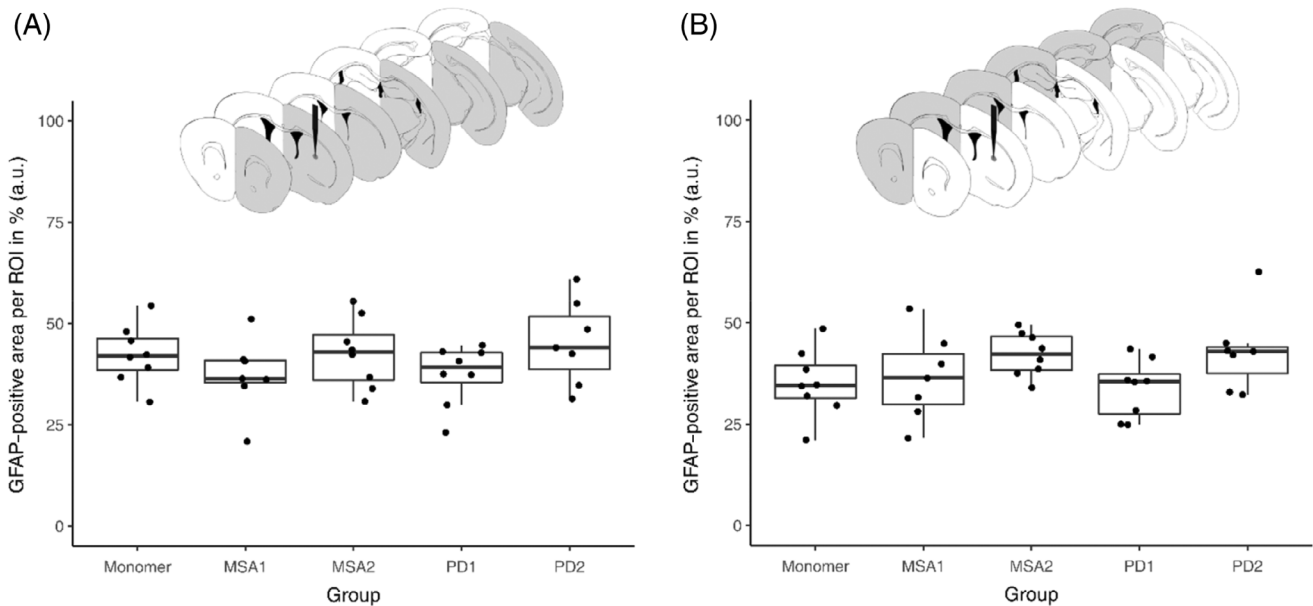 (A)
GFAP-positive area per ROI in % (a.u.)
100
75
50
25
0
Monomer MSA1 MSA2 PD1 PD2
Group
(B)
GFAP-positive area per ROI in % (a.u.)
100
75
50
25
0
Monomer MSA1 MSA2 PD1 PD2
Group